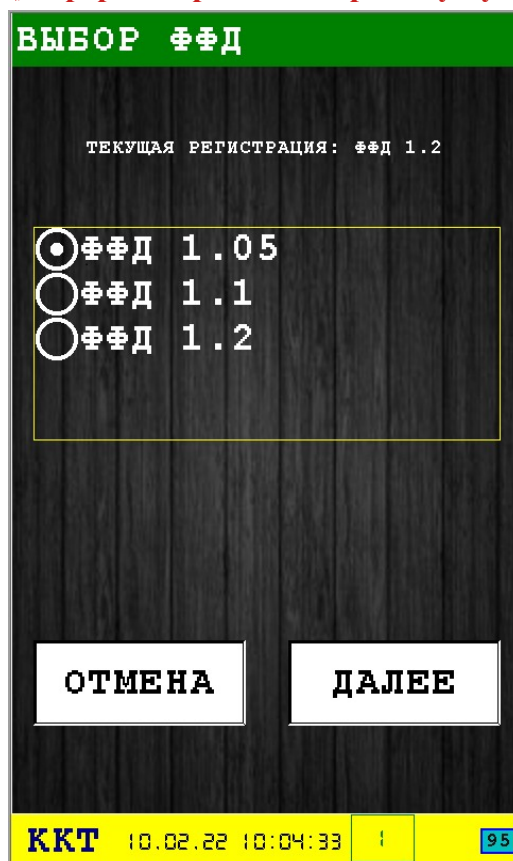 ВЫБОР ФФД
ТЕКУЩАЯ РЕГИСТРАЦИЯ: ФФД 1.2
ФФД 1.05
ФФД 1.1
ФФД 1.2
ОТМЕНА ДАЛЕЕ
ККТ 10.02.22 10:04:33 1 95